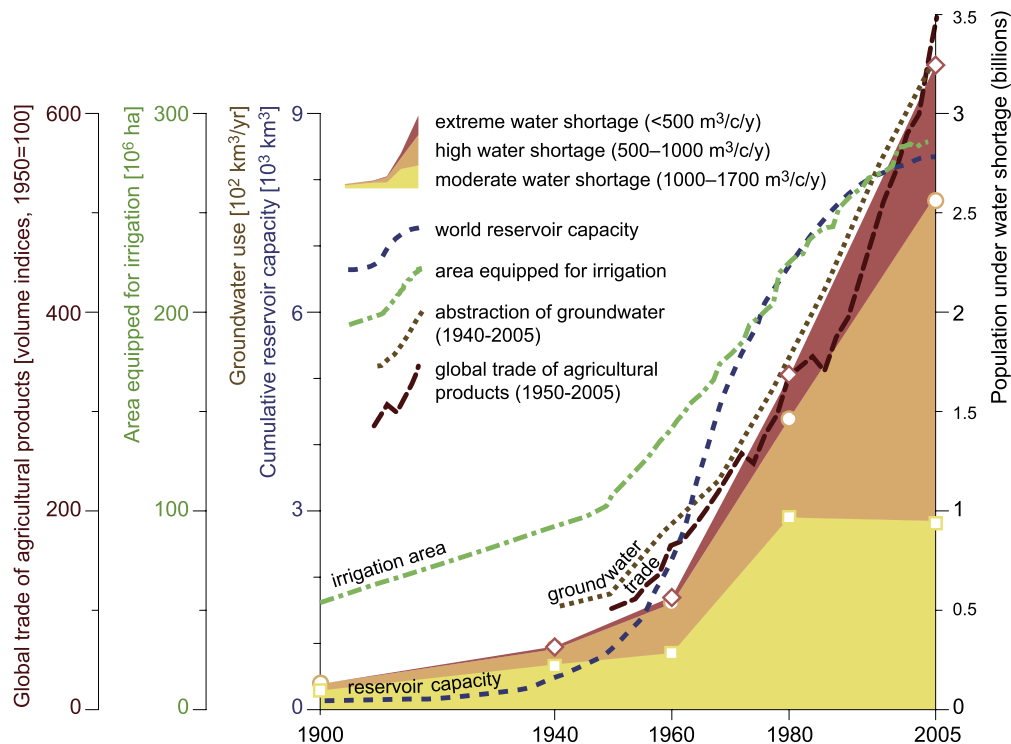 Global trade of agricultural products [volume indices, 1950=100]
600
400
200
0
Area equipped for irrigation [10⁶ ha]
300
200
100
0
Groundwater use [10² km³/yr]
Cumulative reservoir capacity [10³ km³]
9
6
3
0
extreme water shortage (<500 m³/c/y)
high water shortage (500–1000 m³/c/y)
moderate water shortage (1000–1700 m³/c/y)
world reservoir capacity
area equipped for irrigation
abstraction of groundwater
(1940-2005)
global trade of agricultural
products (1950-2005)
irrigation area
ground water
trade
reservoir capacity
3.5
3
2.5
2
1.5
1
0.5
0
Population under water shortage (billions)
1900
1940
1960
1980
2005